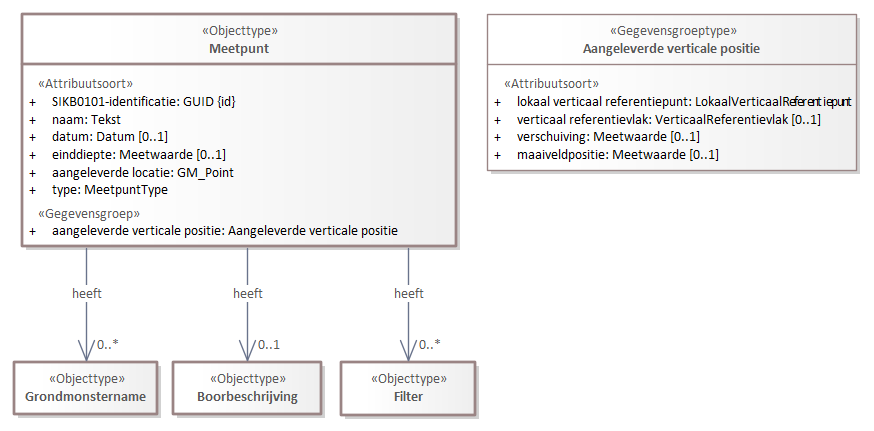 «Objecttype»
Meetpunt
«Attribuutsoort»
+ SIKB0101-identificatie: GUID {id}
+ naam: Tekst
+ datum: Datum [0..1]
+ einddiepte: Meetwaarde [0..1]
+ aangeleverde locatie: GM_Point
+ type: MeetpuntType
«Gegevensgroep»
+ aangeleverde verticale positie: Aangeleverde verticale positie
«Gegevensgroeptype»
Aangeleverde verticale positie
«Attribuutsoort»
+ lokaal verticaal referentiepunt: LokaalVerticaalReferentiepunt
+ verticaal referentievlak: VerticaalReferentievlak [0..1]
+ verschuiving: Meetwaarde [0..1]
+ maaiveldpositie: Meetwaarde [0..1]
heeft
heeft
heeft
0..*
0..1
0..*
«Objecttype»
Grondmonstername
«Objecttype»
Boorbeschrijving
«Objecttype»
Filter